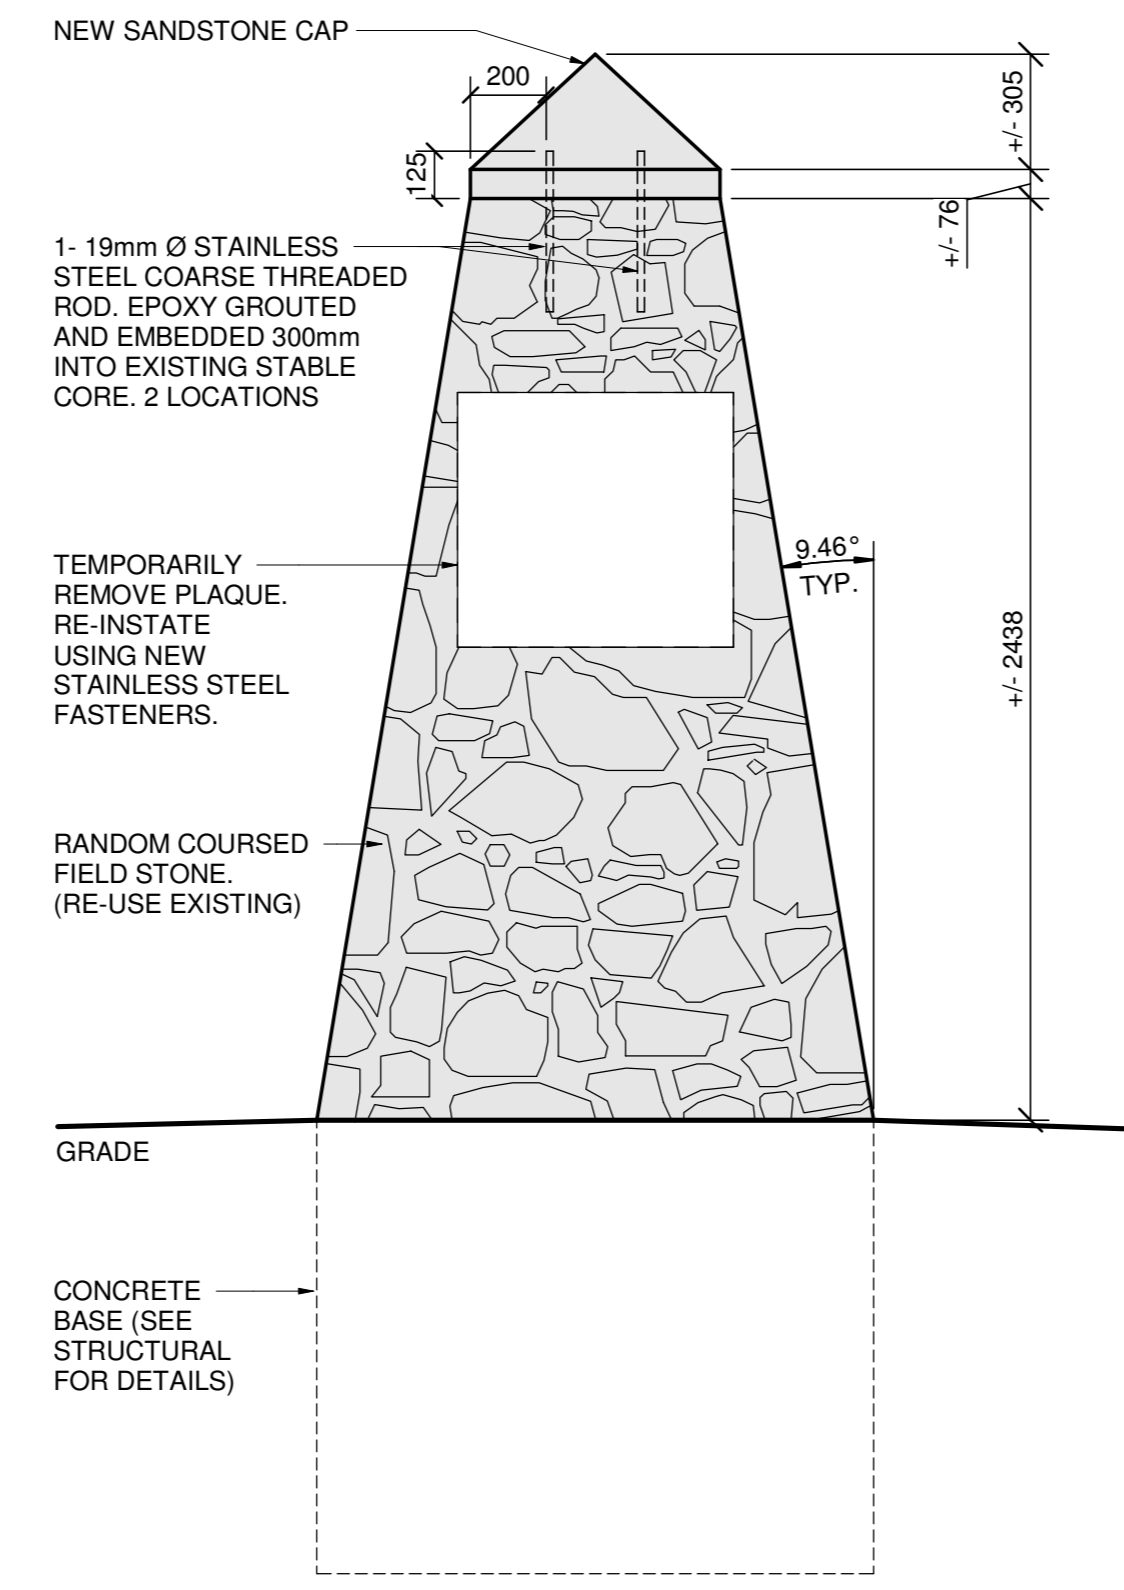 NEW SANDSTONE CAP
200
+/- 305
125
+/- 76
1- 19mm Ø STAINLESS
STEEL COARSE THREADED
ROD. EPOXY GROUTED
AND EMBEDDED 300mm
INTO EXISTING STABLE
CORE. 2 LOCATIONS
9.46°
TYP.
TEMPORARILY
REMOVE PLAQUE.
RE-INSTATE
USING NEW
STAINLESS STEEL
FASTENERS.
+/- 2438
RANDOM COURSED
FIELD STONE.
(RE-USE EXISTING)
GRADE
CONCRETE
BASE (SEE
STRUCTURAL
FOR DETAILS)